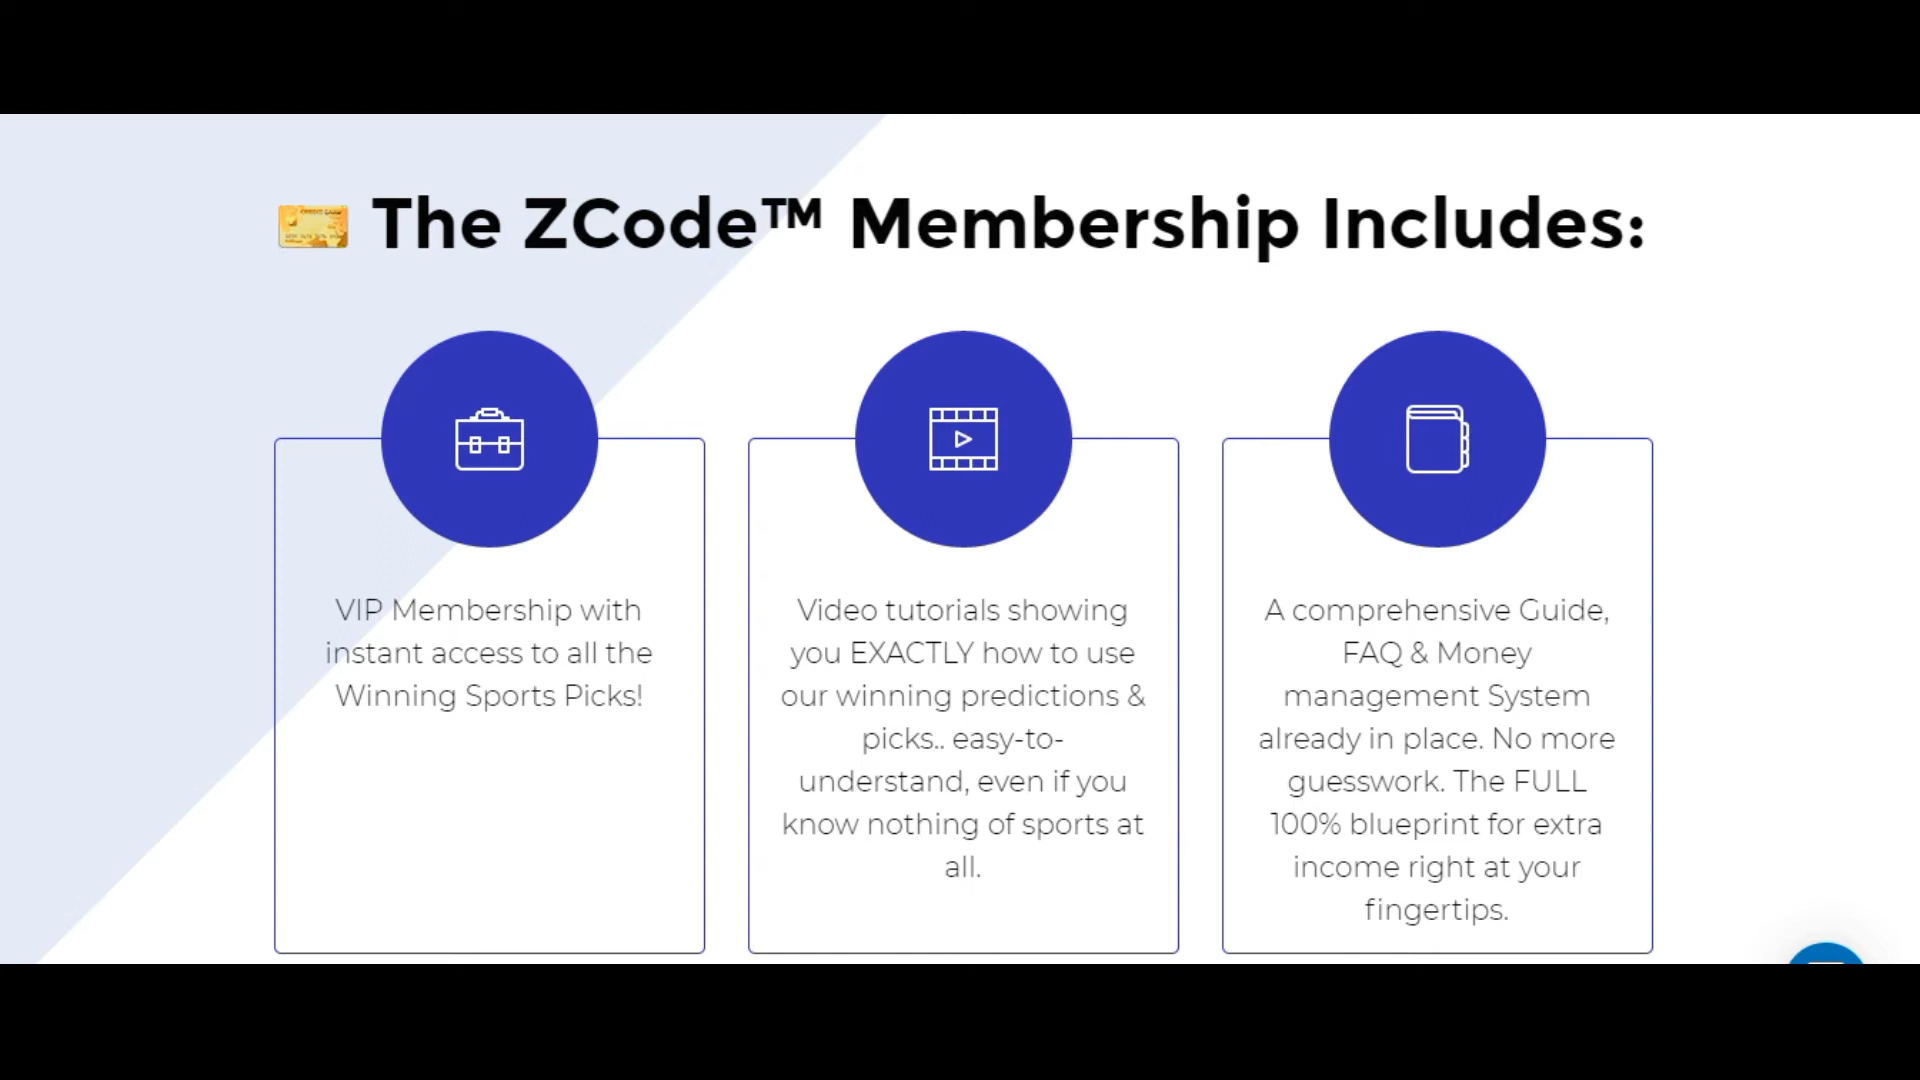 The ZCode™ Membership Includes:
VIP Membership with
instant access to all the
Winning Sports Picks!
Video tutorials showing
you EXACTLY how to use
our winning predictions &
picks.. easy-to-
understand, even if you
know nothing of sports at
all.
A comprehensive Guide,
FAQ & Money
management System
already in place. No more
guesswork. The FULL
100% blueprint for extra
income right at your
fingertips.